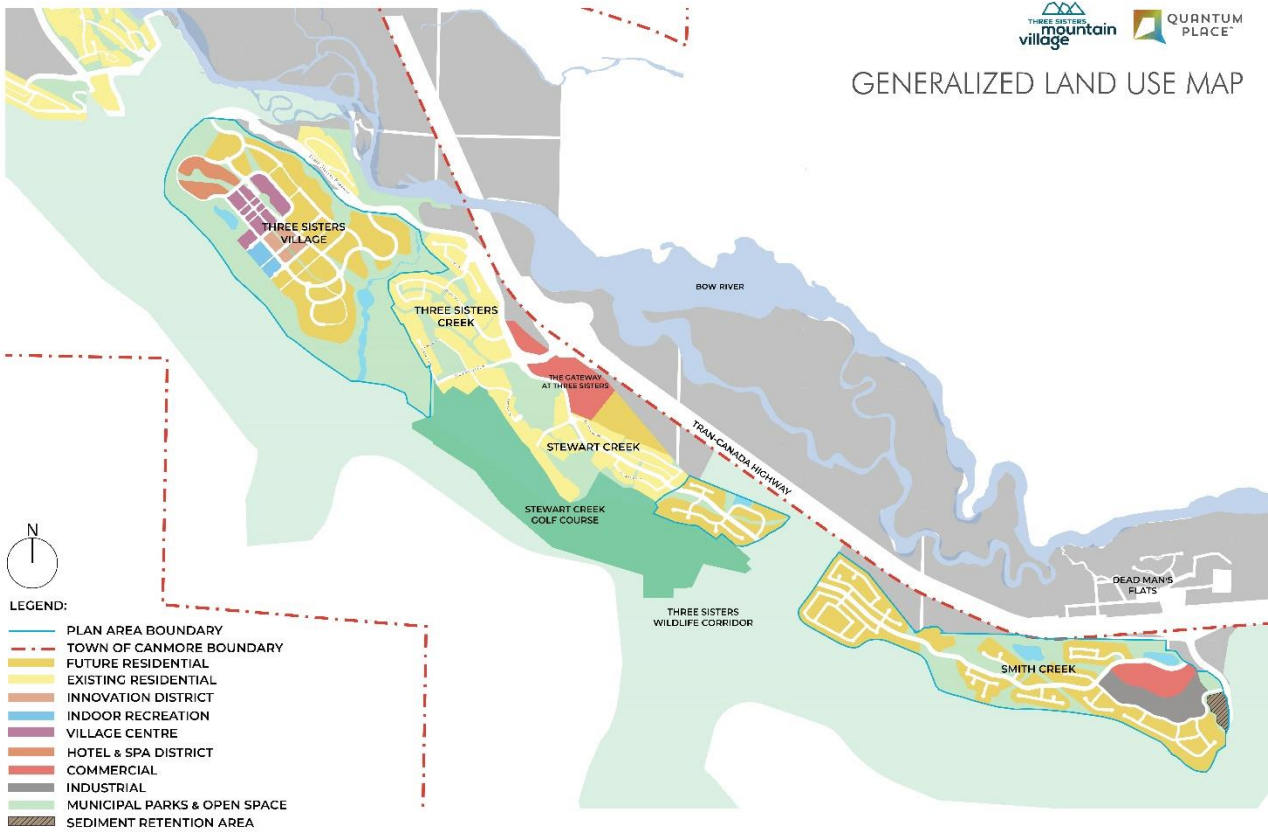 THREE SISTERS
mountain
village
QUANTUM
PLACE™
GENERALIZED LAND USE MAP
THREE SISTERS
VILLAGE
BOW RIVER
THREE SISTERS
CREEK
THE GATEWAY
AT THREE SISTERS
TRAN-CANADA HIGHWAY
STEWART CREEK
STEWART CREEK
GOLF COURSE
DEAD MAN'S
FLATS
THREE SISTERS
WILDLIFE CORRIDOR
SMITH CREEK
N
LEGEND:
PLAN AREA BOUNDARY
TOWN OF CANMORE BOUNDARY
FUTURE RESIDENTIAL
EXISTING RESIDENTIAL
INNOVATION DISTRICT
INDOOR RECREATION
VILLAGE CENTRE
HOTEL & SPA DISTRICT
COMMERCIAL
INDUSTRIAL
MUNICIPAL PARKS & OPEN SPACE
SEDIMENT RETENTION AREA